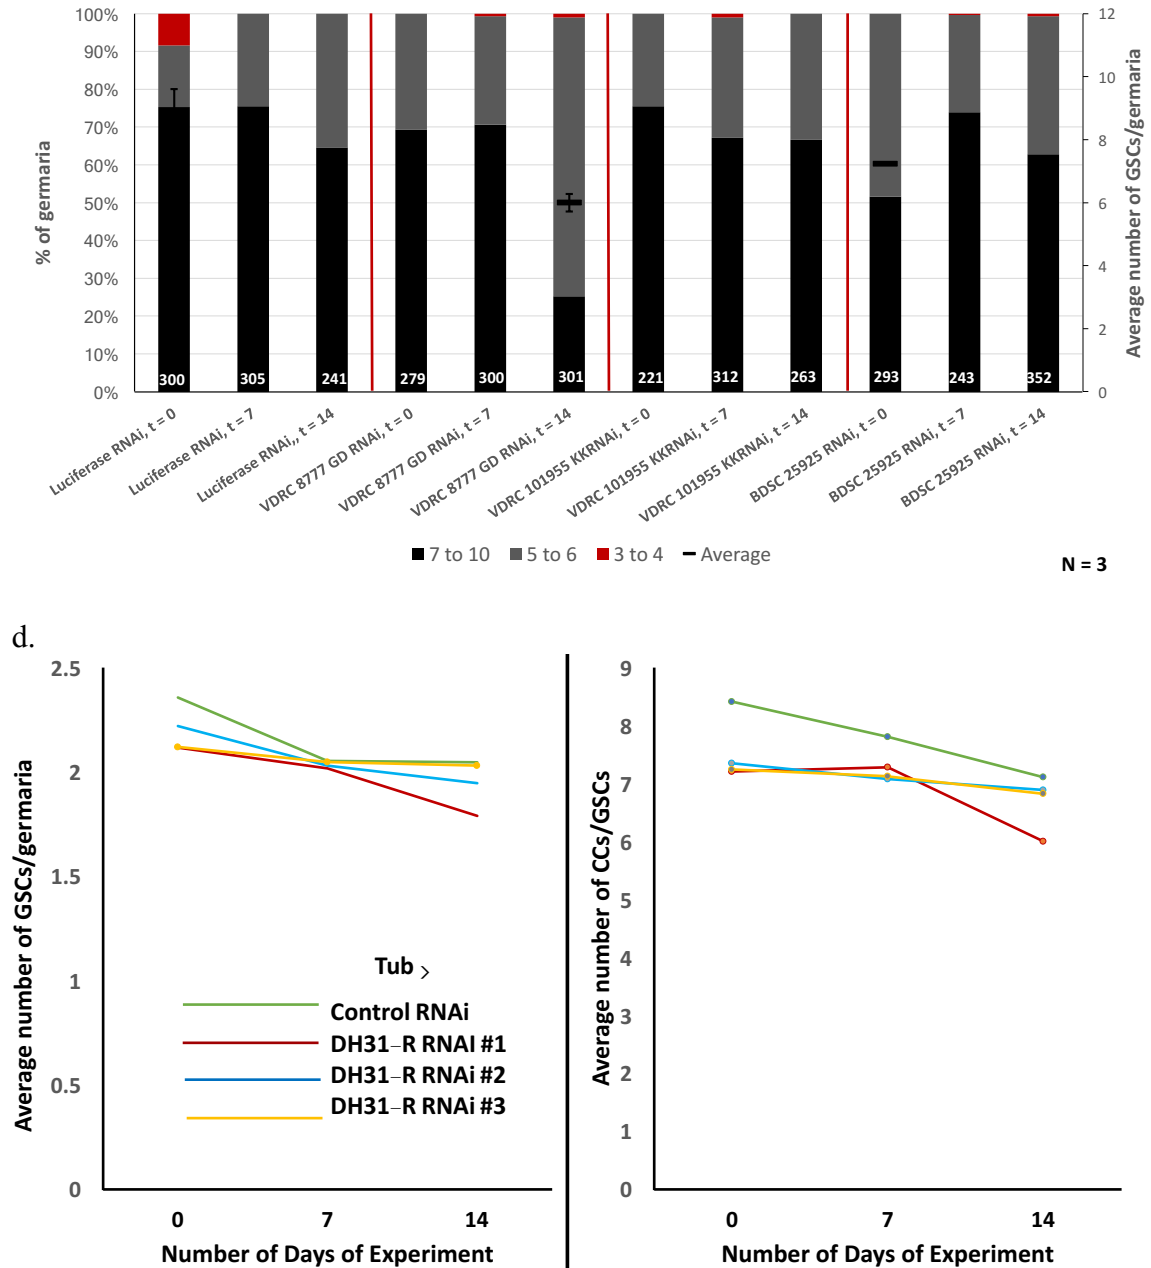 100%
90%
80%
70%
60%
50%
40%
30%
20%
10%
0%
% of germaria
12
10
8
6
4
2
0
Average number of GSCs/germaria
300 305 241 279 300 301 221 312 263 293 243 352
Luciferase RNAi, t = 0
Luciferase RNAi, t = 7
Luciferase RNAi,, t = 14
VDRC 8777 GD RNAi, t = 0
VDRC 8777 GD RNAi, t = 7
VDRC 8777 GD RNAi, t = 14
VDRC 101955 KKRNAi, t = 0
VDRC 101955 KKRNAi, t = 7
VDRC 101955 KKRNAi, t = 14
BDSC 25925 RNAi, t = 0
BDSC 25925 RNAi, t = 7
BDSC 25925 RNAi, t = 14
7 to 10 5 to 6 3 to 4 Average
N = 3
d.
2.5
2
1.5
1
0.5
0
Average number of GSCs/germaria
Tub >
Control RNAi
DH31–R RNAI #1
DH31–R RNAi #2
DH31–R RNAi #3
0 7 14
Number of Days of Experiment
9
8
7
6
5
4
3
2
1
0
Average number of CCs/GSCs
0 7 14
Number of Days of Experiment